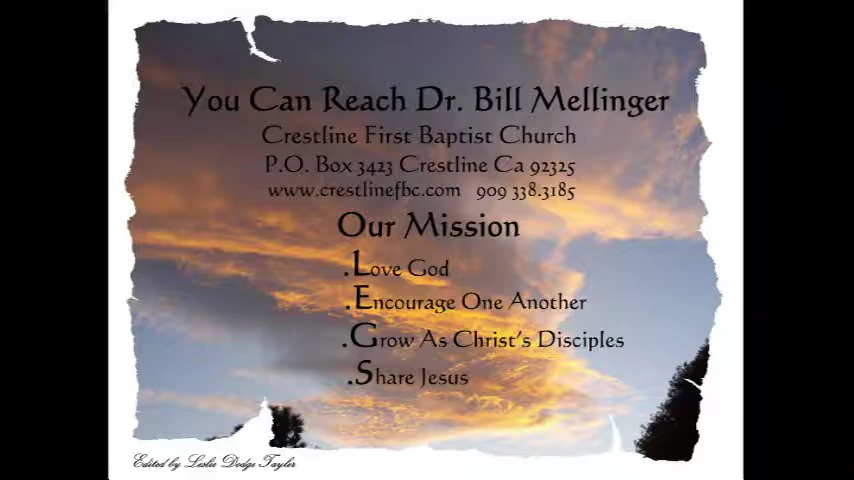 You Can Reach Dr. Bill Mellinger
Crestline First Baptist Church
P.O. Box 3423 Crestline Ca 92325
www.crestlinefbc.com 909 338.3185
Our Mission
.Love God
.Encourage One Another
.Grow As Christ's Disciples
.Share Jesus
Edited by Leslie Dodge Taylor